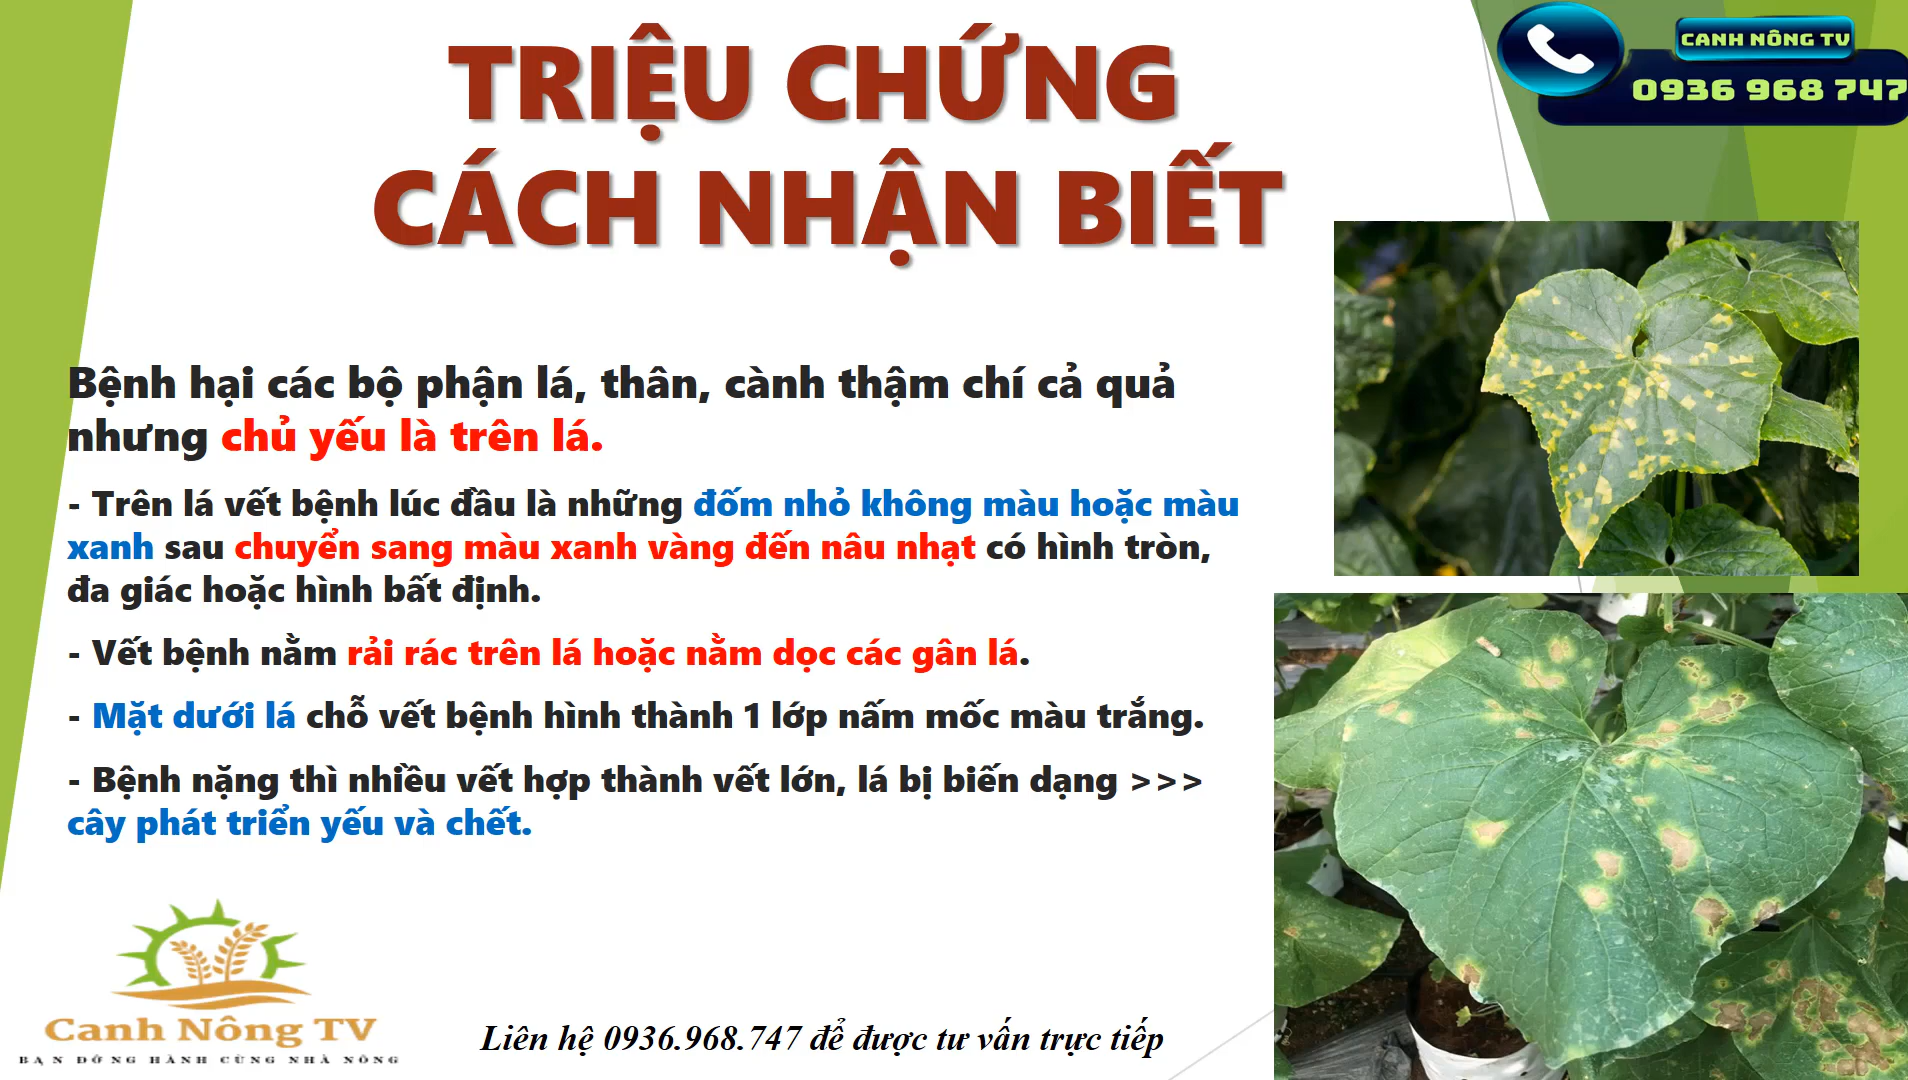 TRIỆU CHỨNG
CÁCH NHẬN BIẾT
CANH NÔNG TV
0936 968 747
Bệnh hại các bộ phận lá, thân, cành thậm chí cả quả
nhưng chủ yếu là trên lá.
- Trên lá vết bệnh lúc đầu là những đốm nhỏ không màu hoặc màu
xanh sau chuyển sang màu xanh vàng đến nâu nhạt có hình tròn,
đa giác hoặc hình bất định.
- Vết bệnh nằm rải rác trên lá hoặc nằm dọc các gân lá.
- Mặt dưới lá chỗ vết bệnh hình thành 1 lớp nấm mốc màu trắng.
- Bệnh nặng thì nhiều vết hợp thành vết lớn, lá bị biến dạng >>>
cây phát triển yếu và chết.
Canh Nông TV
BẠN ĐỒNG HÀNH CÙNG NHÀ NÔNG
Liên hệ 0936.968.747 để được tư vấn trực tiếp